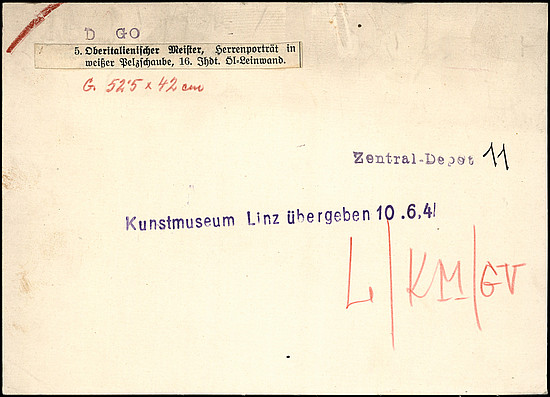 D GO
5. Oberitalienischer Meister, Herrenporträt in
weißer Pelzschaube, 16. Jhdt. Öl-Leinwand.
G. 52'5 x 42 cm
Zentral-Depot 11
Kunstmuseum Linz übergeben 10.6.41
L/KM/GV